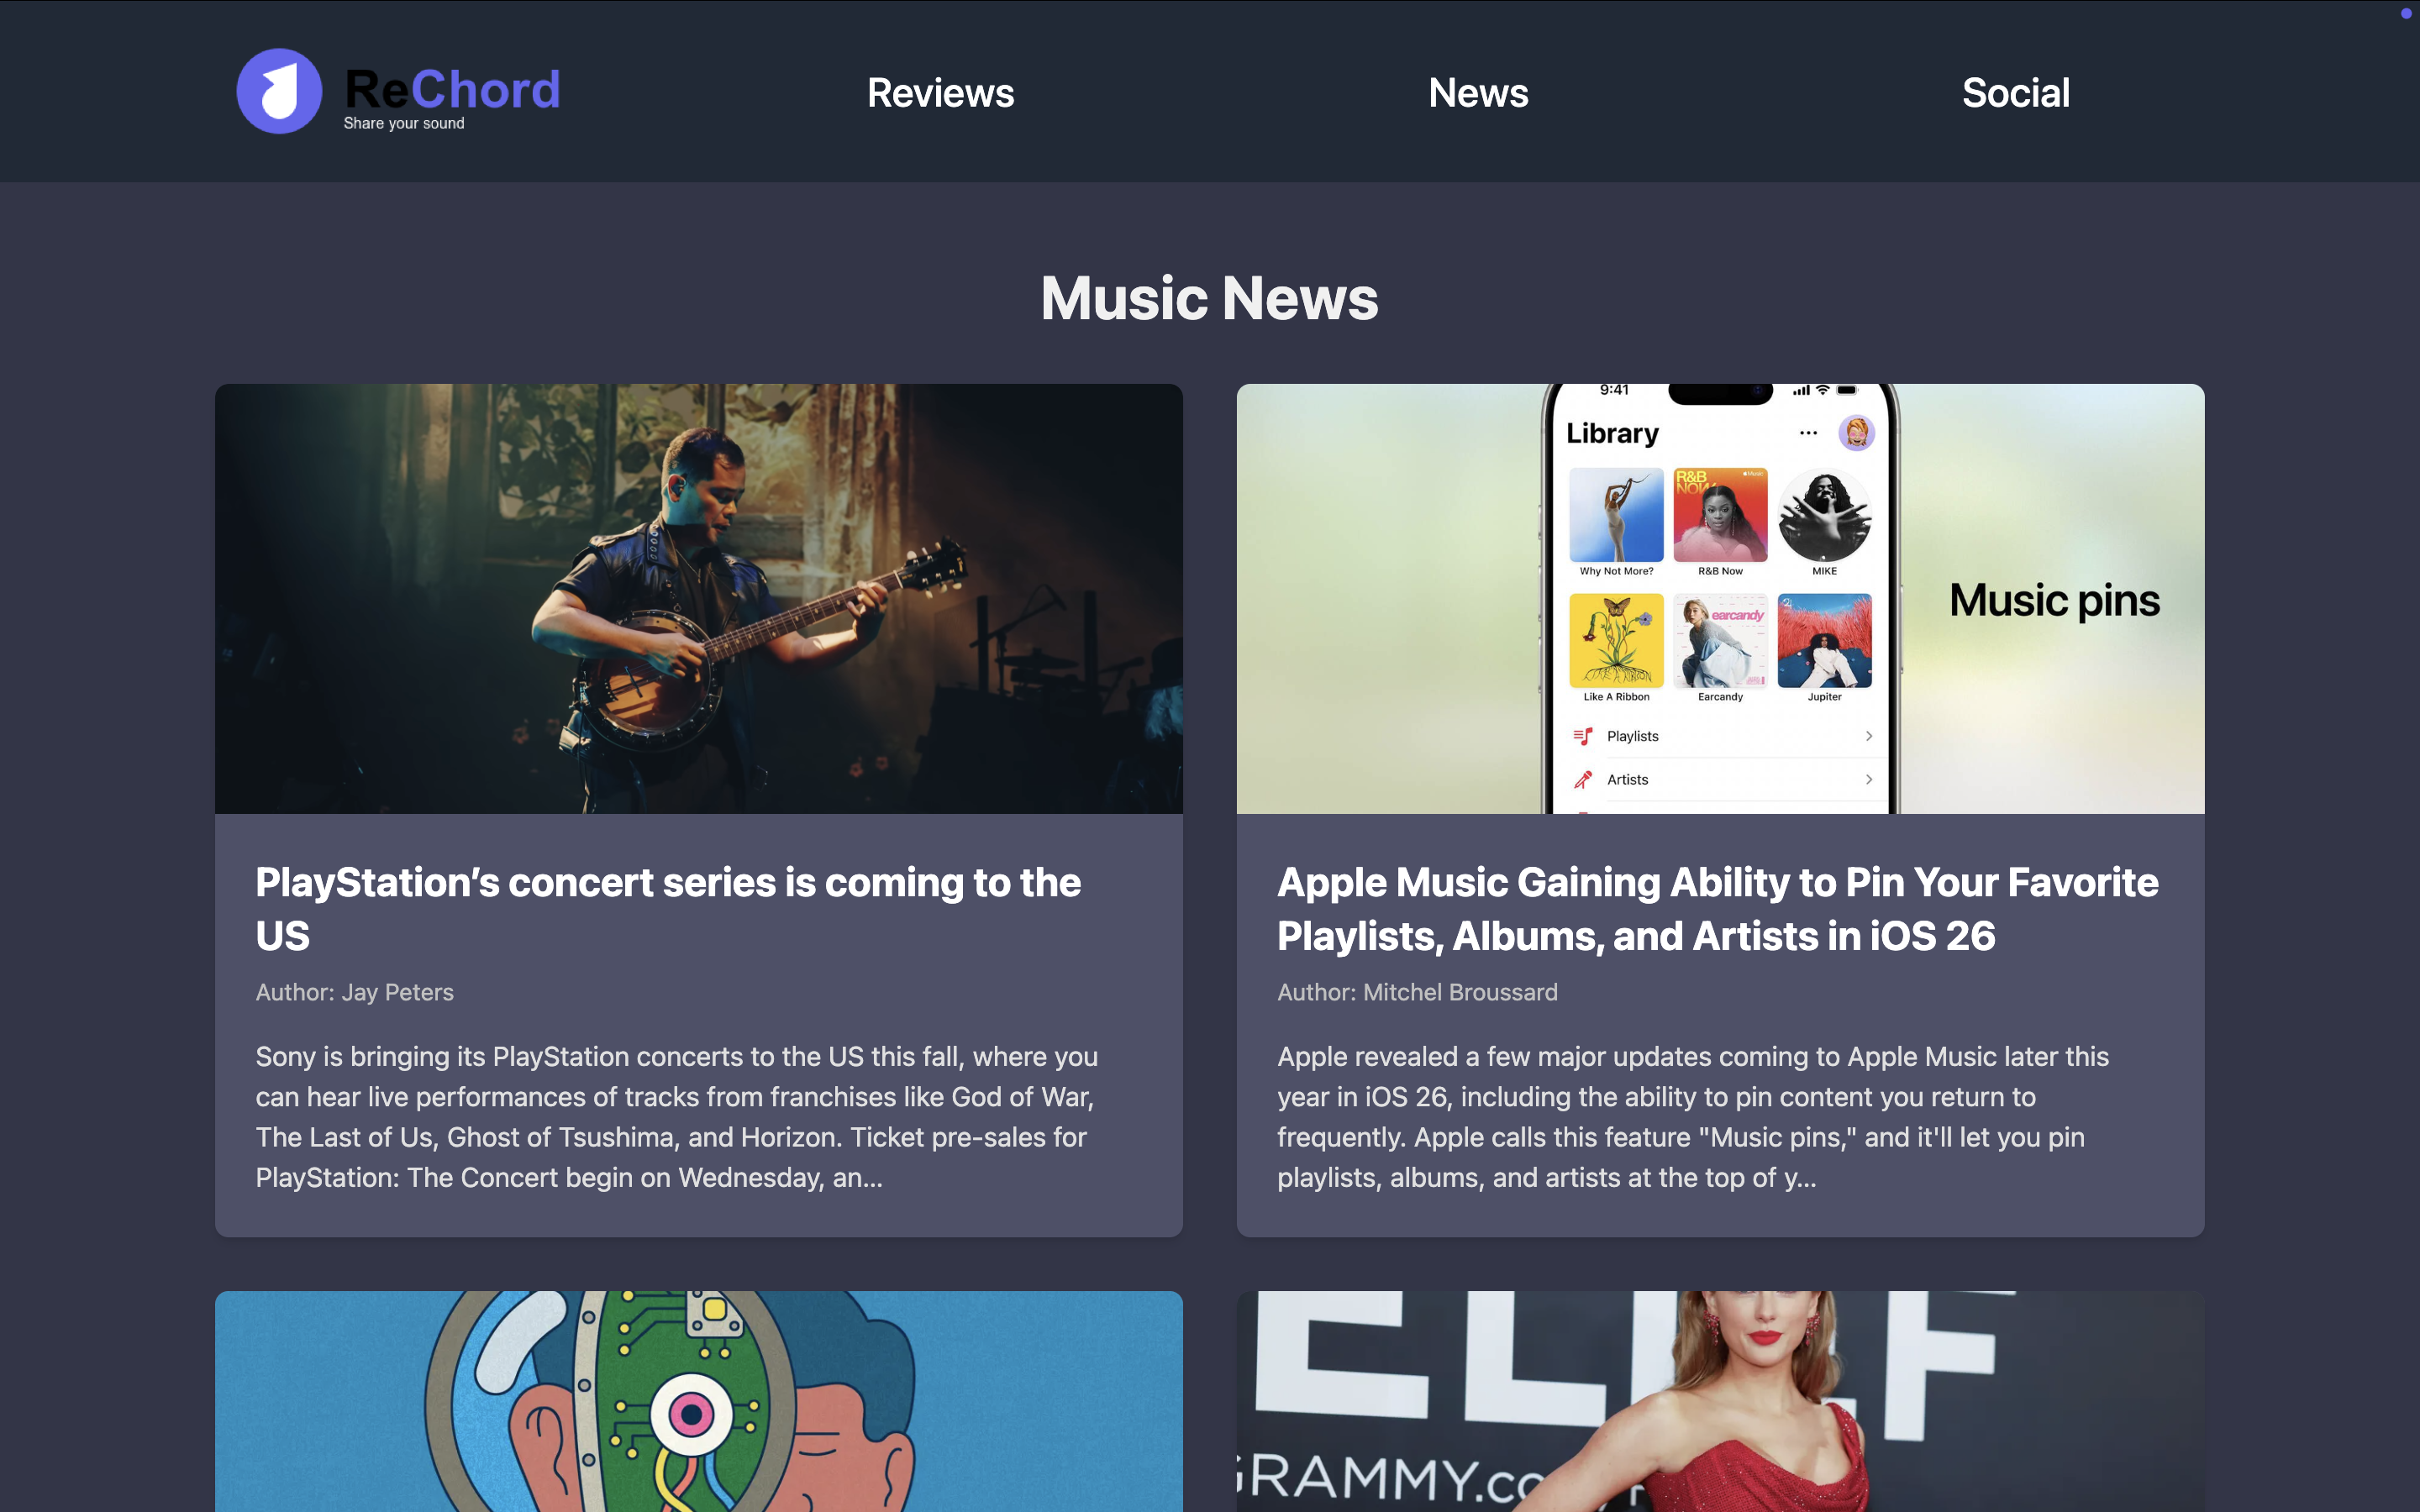 ReChord
Share your sound
Reviews
News
Social
Music News
9:41
Library
R&B
NOW
Music
Why Not More?
R&B Now
MIKE
earcandy
Like A Ribbon
Earcandy
Jupiter
Playlists
Artists
Music pins
PlayStation’s concert series is coming to the
US
Author: Jay Peters
Sony is bringing its PlayStation concerts to the US this fall, where you
can hear live performances of tracks from franchises like God of War,
The Last of Us, Ghost of Tsushima, and Horizon. Ticket pre-sales for
PlayStation: The Concert begin on Wednesday, an...
Apple Music Gaining Ability to Pin Your Favorite
Playlists, Albums, and Artists in iOS 26
Author: Mitchel Broussard
Apple revealed a few major updates coming to Apple Music later this
year in iOS 26, including the ability to pin content you return to
frequently. Apple calls this feature "Music pins," and it'll let you pin
playlists, albums, and artists at the top of y...
GRAMMY.co